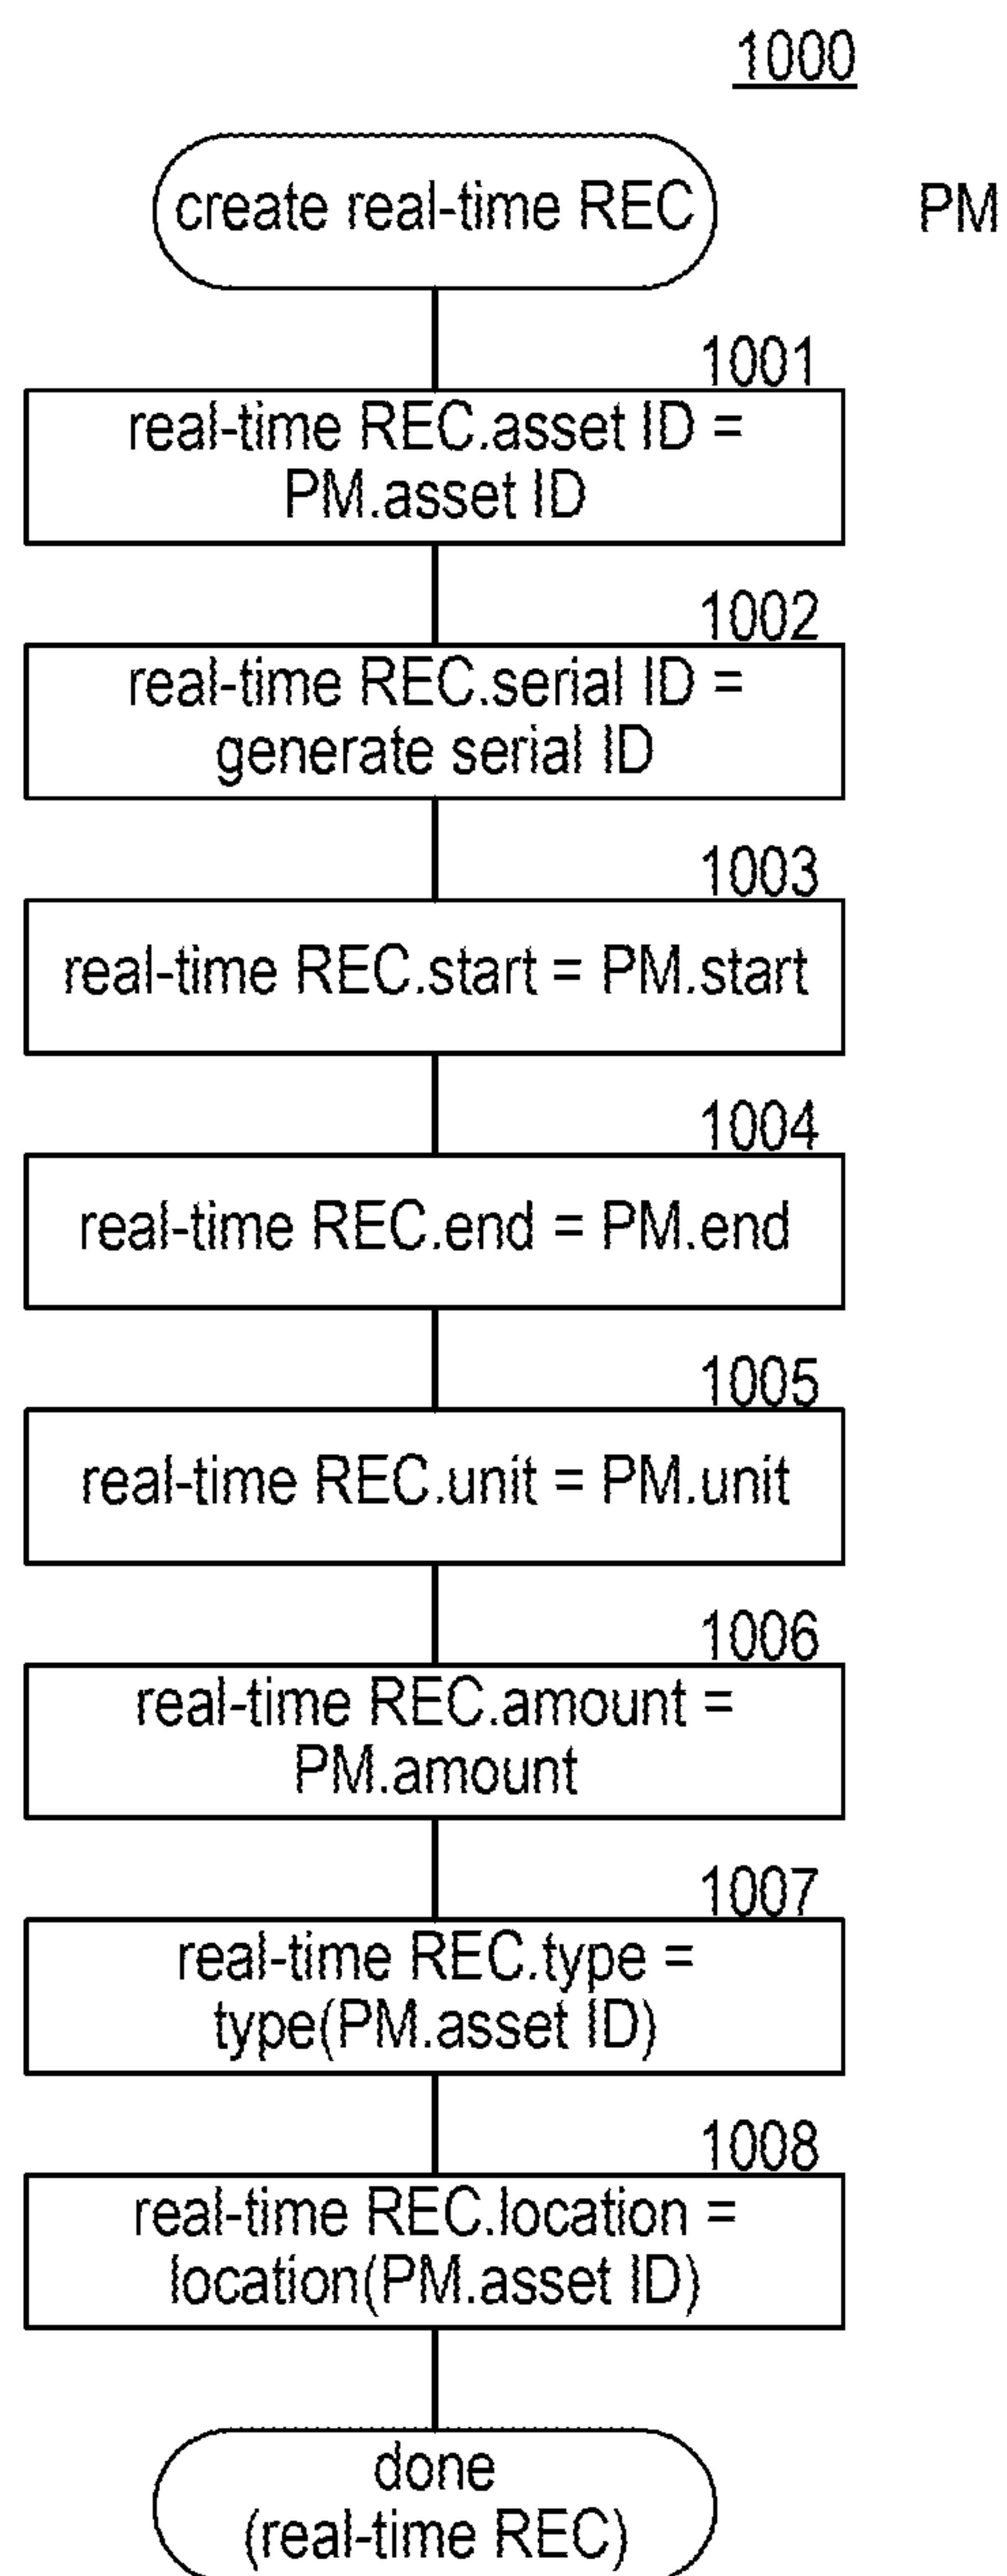 1000
create real-time REC
PM
1001
real-time REC.asset ID =
PM.asset ID
1002
real-time REC.serial ID =
generate serial ID
1003
real-time REC.start = PM.start
1004
real-time REC.end = PM.end
1005
real-time REC.unit = PM.unit
1006
real-time REC.amount =
PM.amount
1007
real-time REC.type =
type(PM.asset ID)
1008
real-time REC.location =
location(PM.asset ID)
done
(real-time REC)